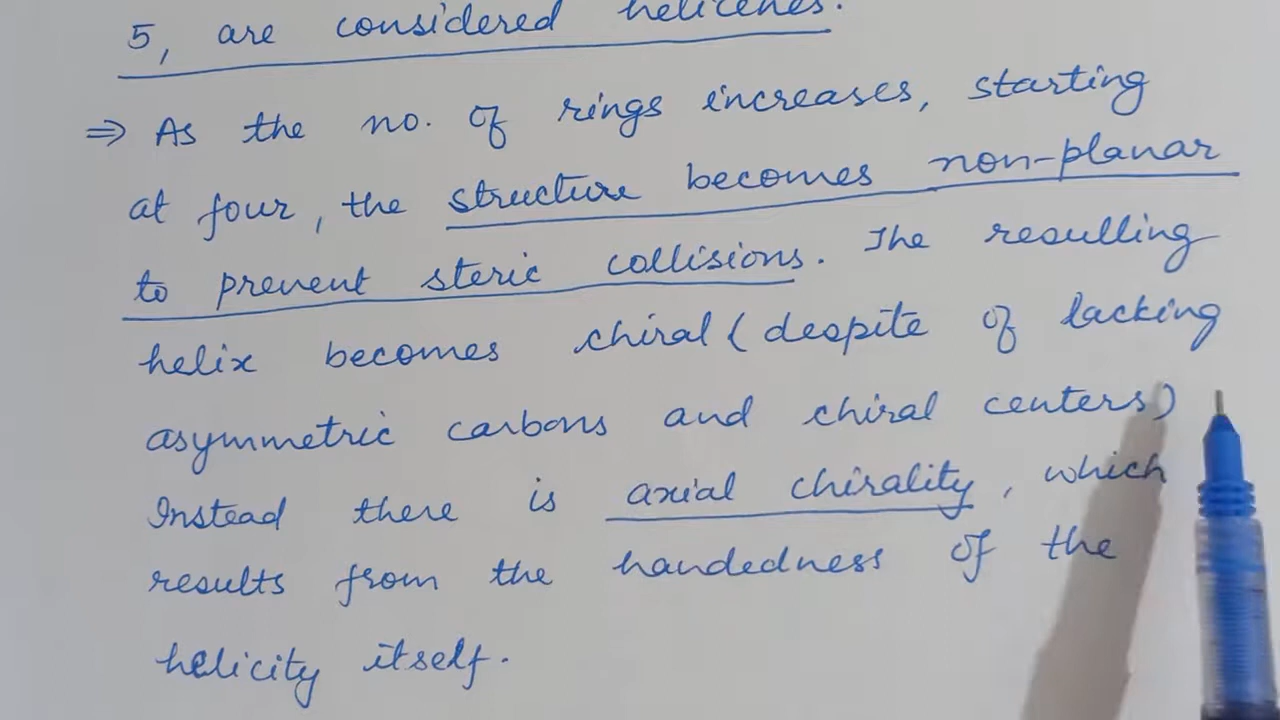 5, are considered helicenes.
⇒ As the no. of rings increases, starting
at four, the structure becomes non-planar
to prevent steric collisions. The resulting
helix becomes chiral (despite of lacking
asymmetric carbons and chiral centers)
Instead there is axial chirality, which
results from the handedness of the
helicity itself.